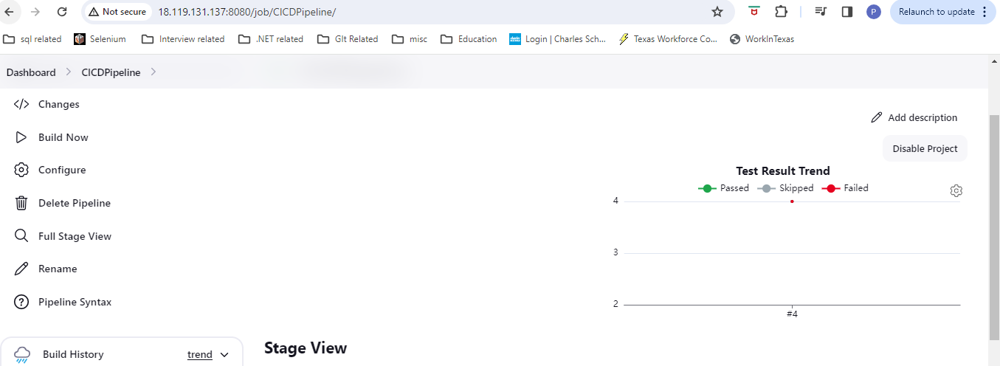 Not secure 18.119.131.137:8080/job/CICDPipeline/ P Relaunch to update
sql related Selenium Interview related .NET related GIt Related misc Education Login | Charles Sch... Texas Workforce Co... WorkInTexas
Dashboard CICDPipeline
Changes
Add description
Build Now
Disable Project
Configure
Test Result Trend
Passed Skipped Failed
Delete Pipeline
4
Full Stage View
3
Rename
Pipeline Syntax
2
#4
Build History trend
Stage View